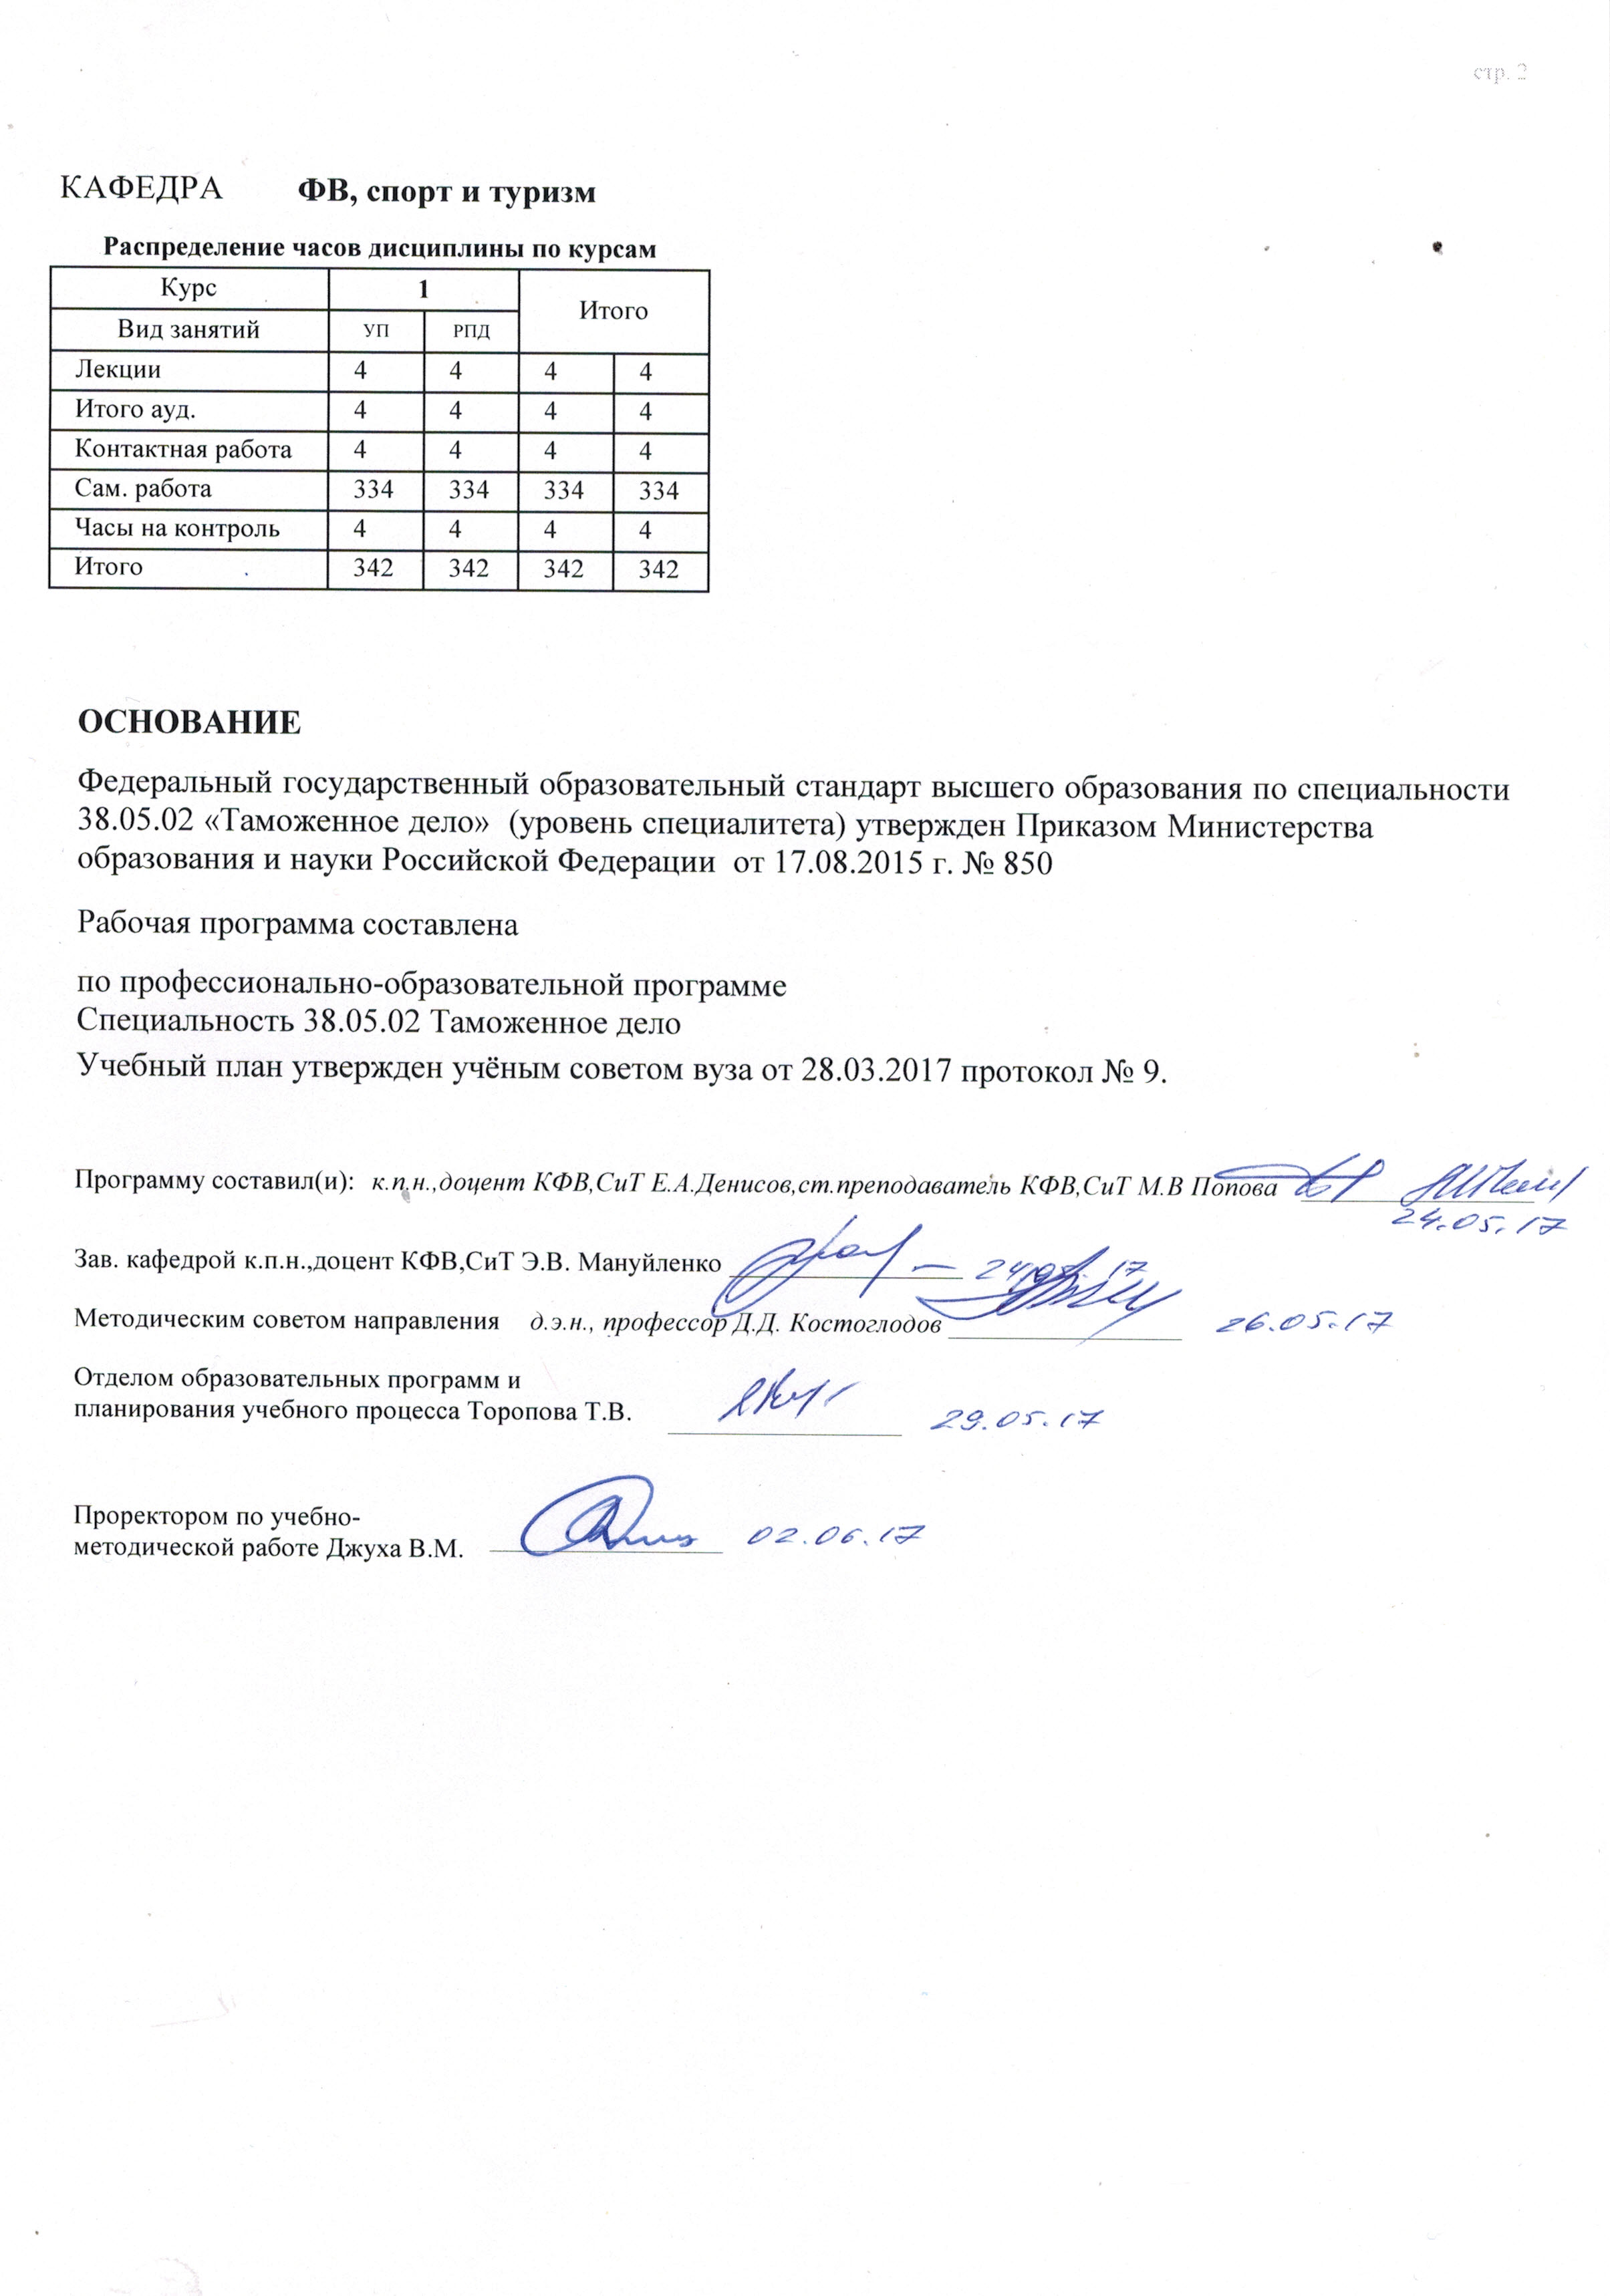 стр. 2
КАФЕДРА ФВ, спорт и туризм
Распределение часов дисциплины по курсам
Курс 1 Итого
Вид занятий УП РПД
Лекции 4 4 4 4
Итого ауд. 4 4 4 4
Контактная работа 4 4 4 4
Сам. работа 334 334 334 334
Часы на контроль 4 4 4 4
Итого 342 342 342 342
ОСНОВАНИЕ
Федеральный государственный образовательный стандарт высшего образования по специальности
38.05.02 «Таможенное дело» (уровень специалитета) утвержден Приказом Министерства
образования и науки Российской Федерации от 17.08.2015 г. № 850
Рабочая программа составлена
по профессионально-образовательной программе
Специальность 38.05.02 Таможенное дело
Учебный план утвержден учёным советом вуза от 28.03.2017 протокол № 9.
Программу составил(и): к.п.н.,доцент КФВ,СиТ Е.А.Денисов,ст.преподаватель КФВ,СиТ М.В Попова
24.05.17
Зав. кафедрой к.п.н.,доцент КФВ,СиТ Э.В. Мануйленко
Методическим советом направления д.э.н., профессор Д.Д. Костоглодов 26.05.17
Отделом образовательных программ и
планирования учебного процесса Торопова Т.В. 29.05.17
Проректором по учебно-
методической работе Джуха В.М. 02.06.17